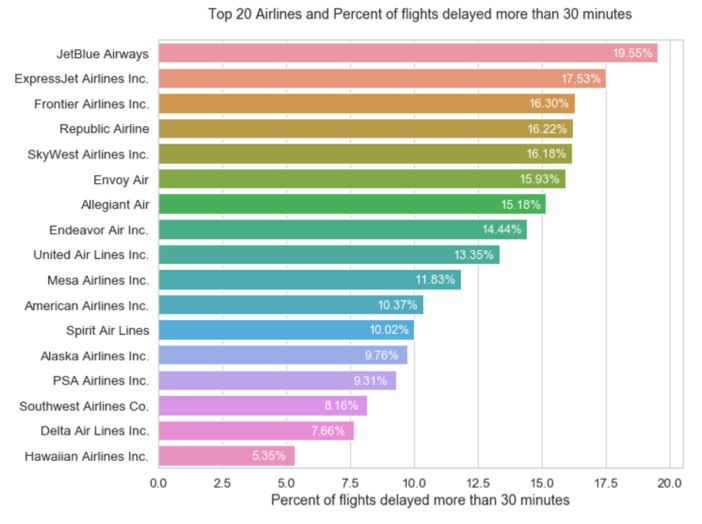 Top 20 Airlines and Percent of flights delayed more than 30 minutes
JetBlue Airways 19.55%
ExpressJet Airlines Inc. 17.53%
Frontier Airlines Inc. 16.30%
Republic Airline 16.22%
SkyWest Airlines Inc. 16.18%
Envoy Air 15.93%
Allegiant Air 15.18%
Endeavor Air Inc. 14.44%
United Air Lines Inc. 13.35%
Mesa Airlines Inc. 11.83%
American Airlines Inc. 10.37%
Spirit Air Lines 10.02%
Alaska Airlines Inc. 9.76%
PSA Airlines Inc. 9.31%
Southwest Airlines Co. 8.16%
Delta Air Lines Inc. 7.66%
Hawaiian Airlines Inc. 5.35%
0.0 2.5 5.0 7.5 10.0 12.5 15.0 17.5 20.0
Percent of flights delayed more than 30 minutes